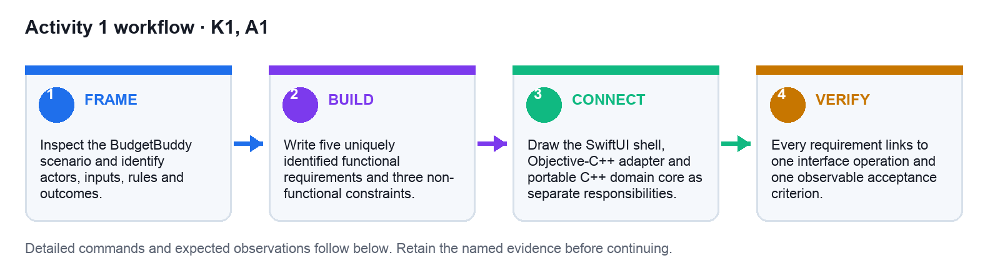 Activity 1 workflow · K1, A1
1
FRAME
Inspect the BudgetBuddy
scenario and identify
actors, inputs, rules and
outcomes.
2
BUILD
Write five uniquely
identified functional
requirements and three non-
functional constraints.
3
CONNECT
Draw the SwiftUI shell,
Objective-C++ adapter and
portable C++ domain core as
separate responsibilities.
4
VERIFY
Every requirement links to
one interface operation and
one observable acceptance
criterion.
Detailed commands and expected observations follow below. Retain the named evidence before continuing.